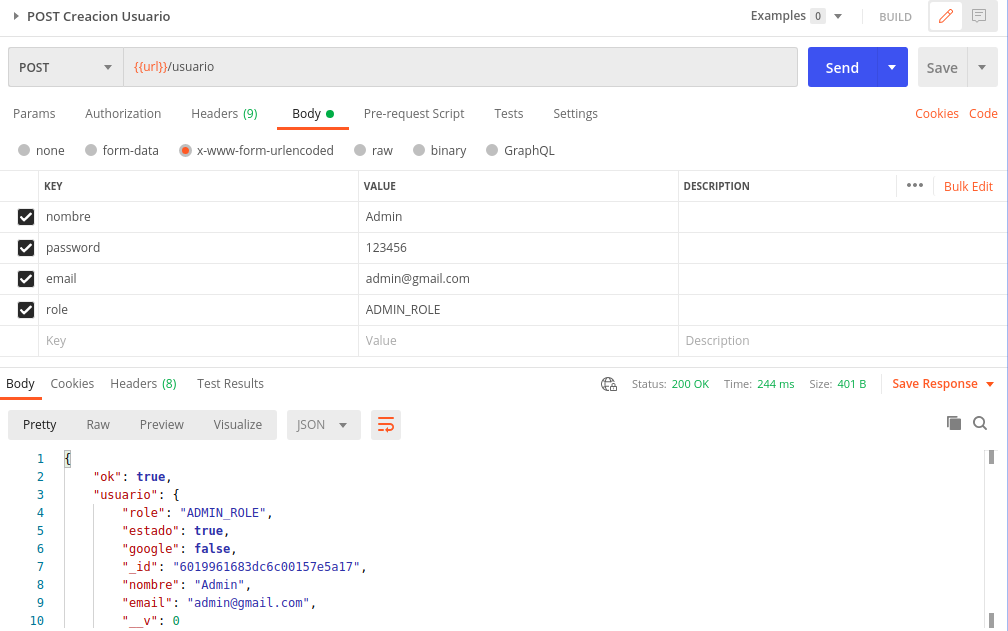 POST Creacion Usuario Examples 0 BUILD
POST {{url}}/usuario Send Save
Params Authorization Headers (9) Body Pre-request Script Tests Settings Cookies Code
none form-data x-www-form-urlencoded raw binary GraphQL
KEY VALUE DESCRIPTION ••• Bulk Edit
nombre Admin
password 123456
email admin@gmail.com
role ADMIN_ROLE
Key Value Description
Body Cookies Headers (8) Test Results Status: 200 OK Time: 244 ms Size: 401 B Save Response
Pretty Raw Preview Visualize JSON
1 {
2 "ok": true,
3 "usuario": {
4 "role": "ADMIN_ROLE",
5 "estado": true,
6 "google": false,
7 "_id": "6019961683dc6c00157e5a17",
8 "nombre": "Admin",
9 "email": "admin@gmail.com",
10 "__v": 0